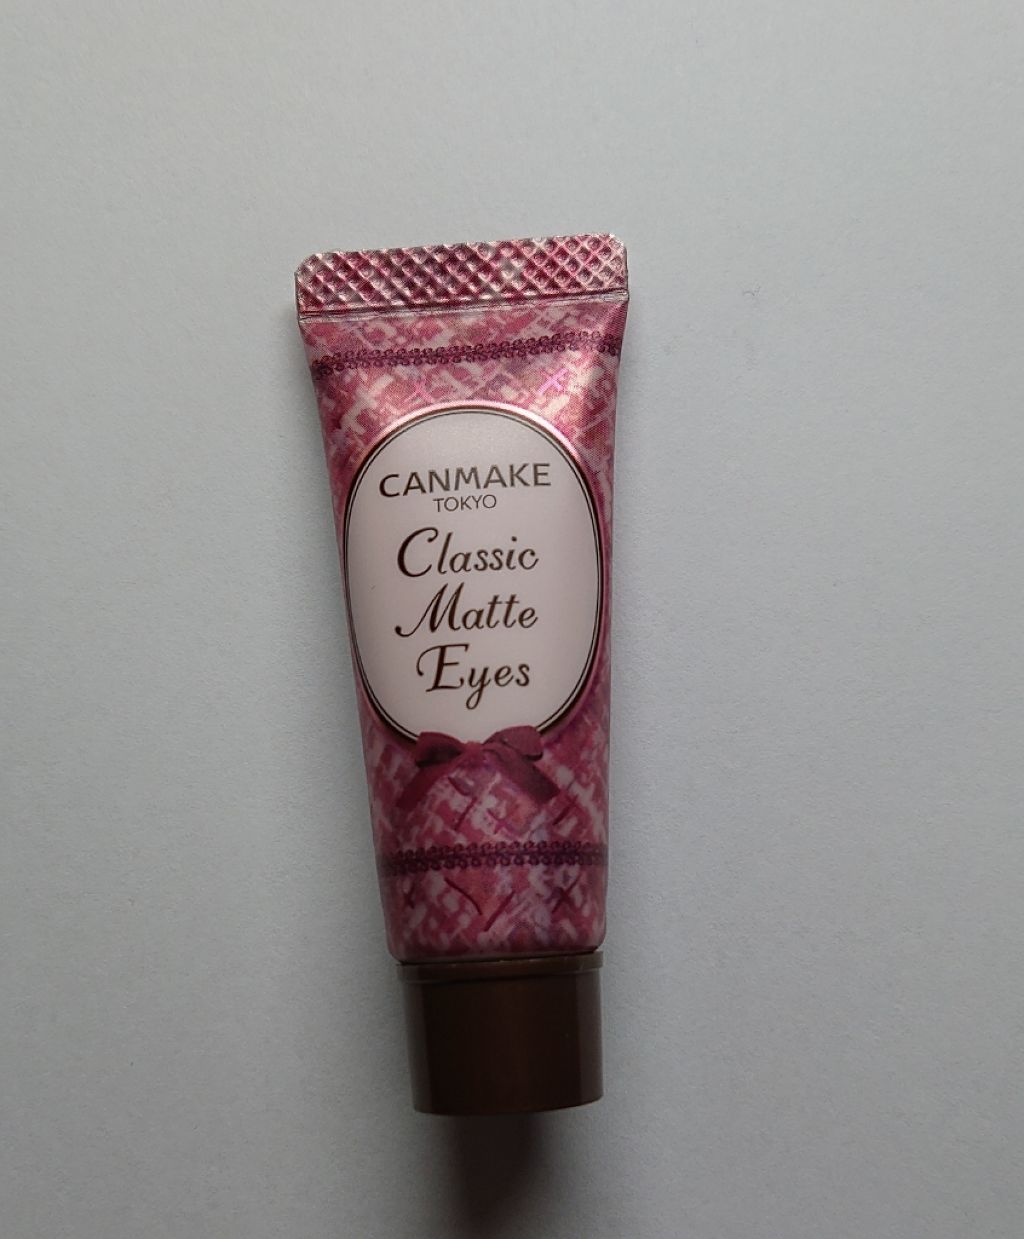 CANMAKE
TOKYO
Classic
Matte
Eyes